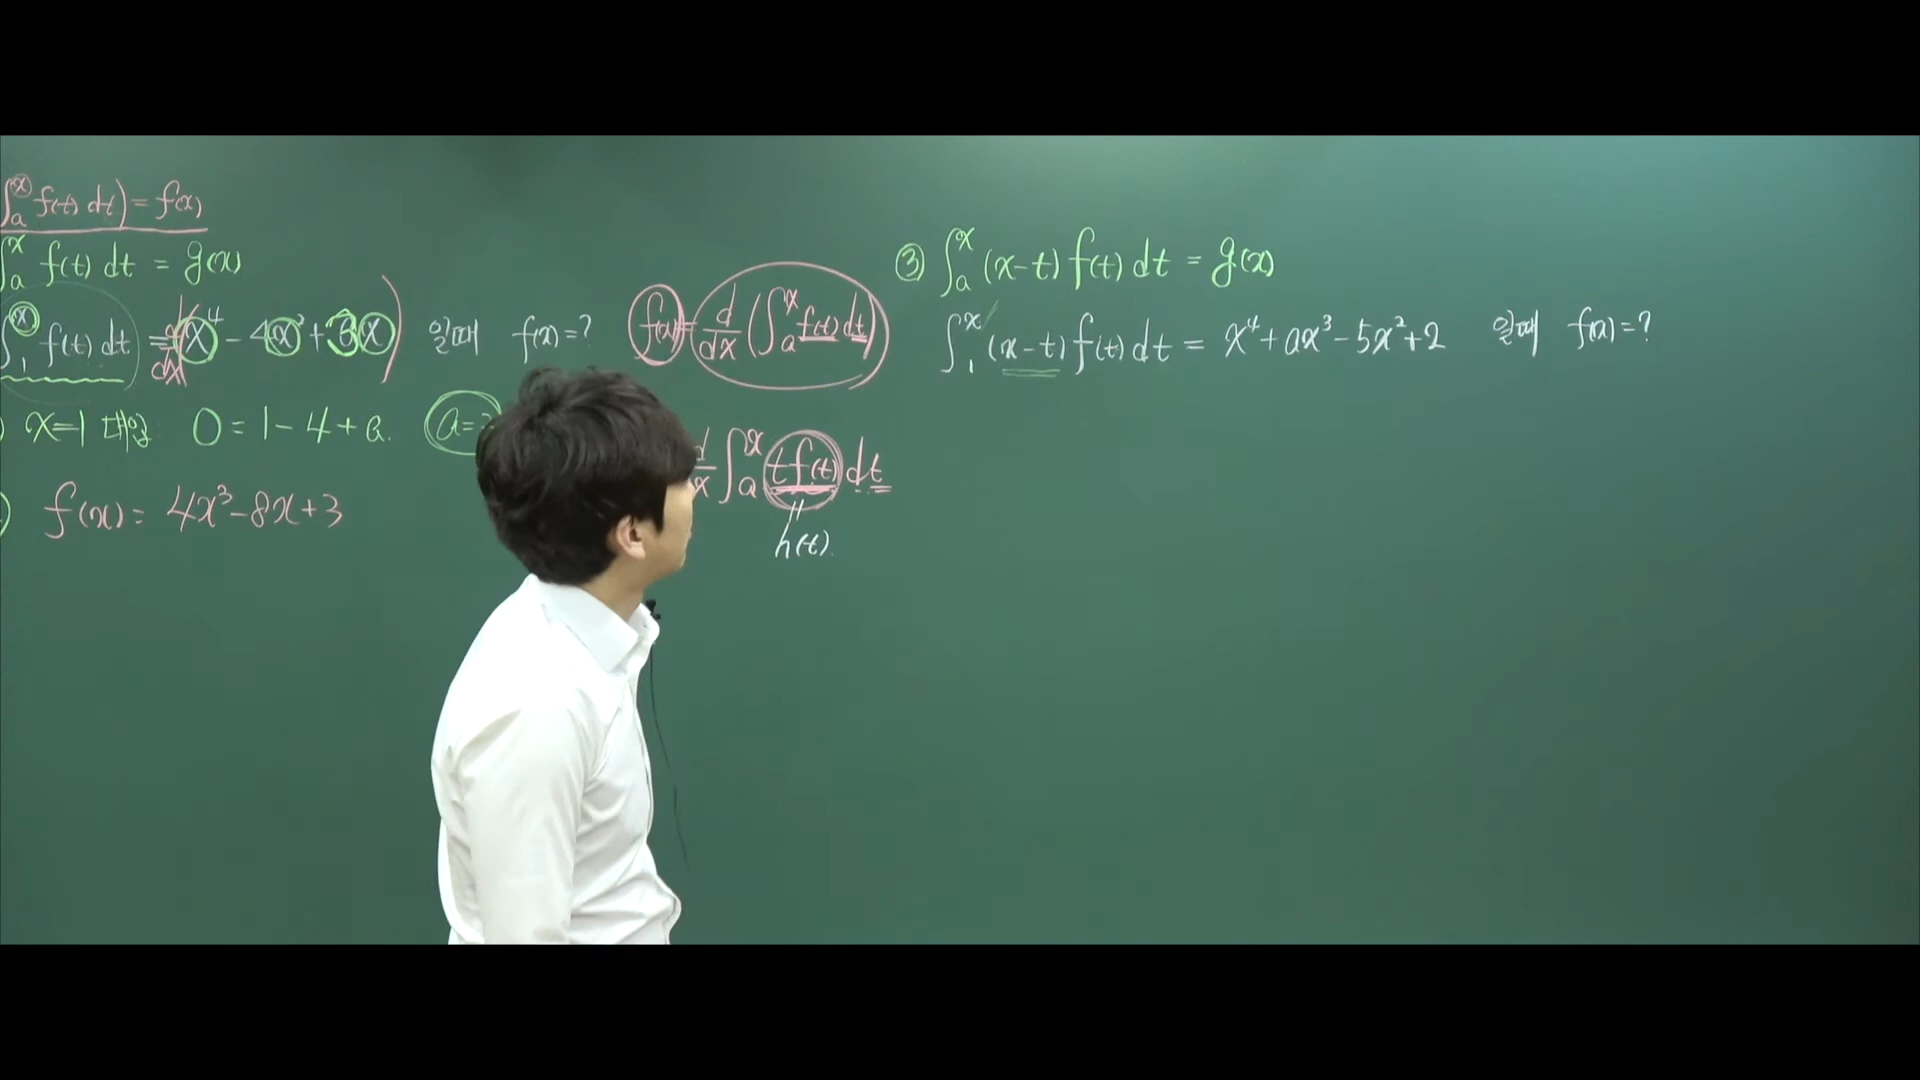 ∫ₐˣ f(t) dt) = f(x)
∫ₐˣ f(t) dt = g(x)
∫₁ˣ f(t) dt = d/dx (x⁴ - 4x² + 3x) 일때 f(x)=?
x=1 대입 0 = 1 - 4 + a. a=
f(x) = 4x³ - 8x + 3
f(x) = d/dx (∫ₐˣ f(t) dt)
∫ₐˣ tf(t) dt
h(t).
③ ∫ₐˣ (x-t) f(t) dt = g(x)
∫₁ˣ (x-t) f(t) dt = x⁴ + ax³ - 5x² + 2 일때 f(x)=?